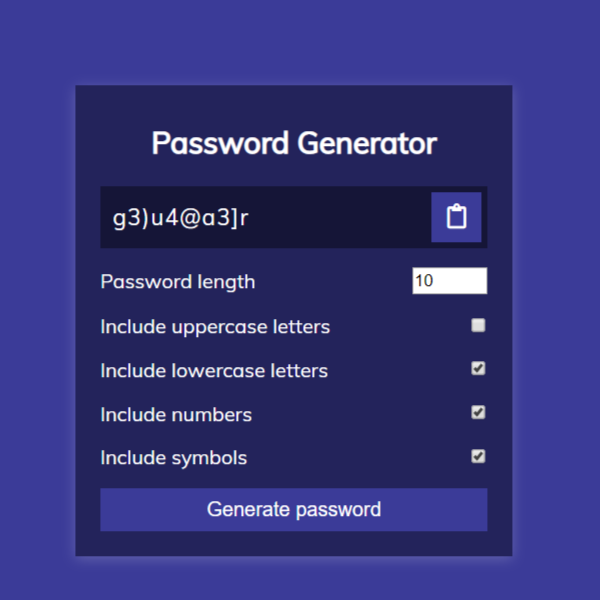 Password Generator
g3)u4@a3]r
Password length
10
Include uppercase letters
Include lowercase letters
Include numbers
Include symbols
Generate password